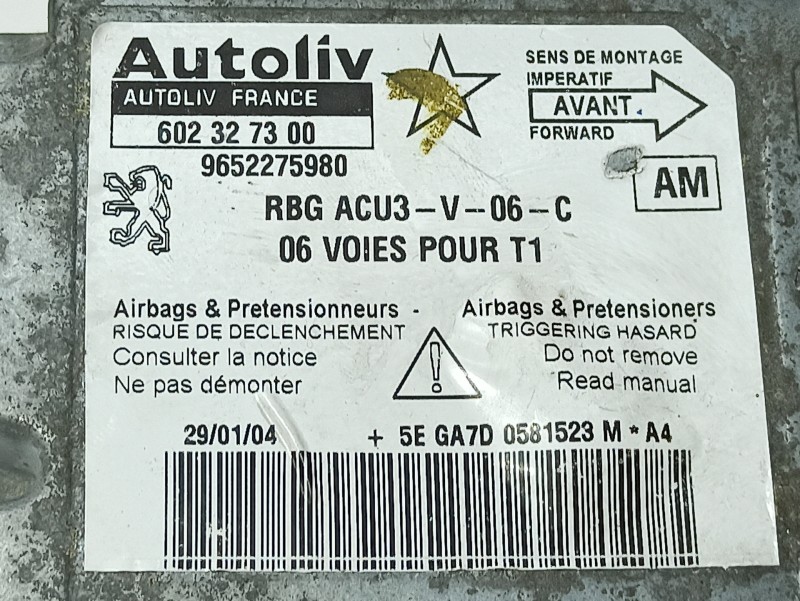 Autoliv
AUTOLIV FRANCE
602 32 73 00
9652275980
SENS DE MONTAGE
IMPERATIF
AVANT
FORWARD
AM
RBG ACU3-V-06-C
06 VOIES POUR T1
Airbags & Pretensionneurs -
RISQUE DE DECLENCHEMENT
Consulter la notice
Ne pas démonter
Airbags & Pretensioners
TRIGGERING HASARD
Do not remove
Read manual
29/01/04 + 5E GA7D 0581523 M * A4